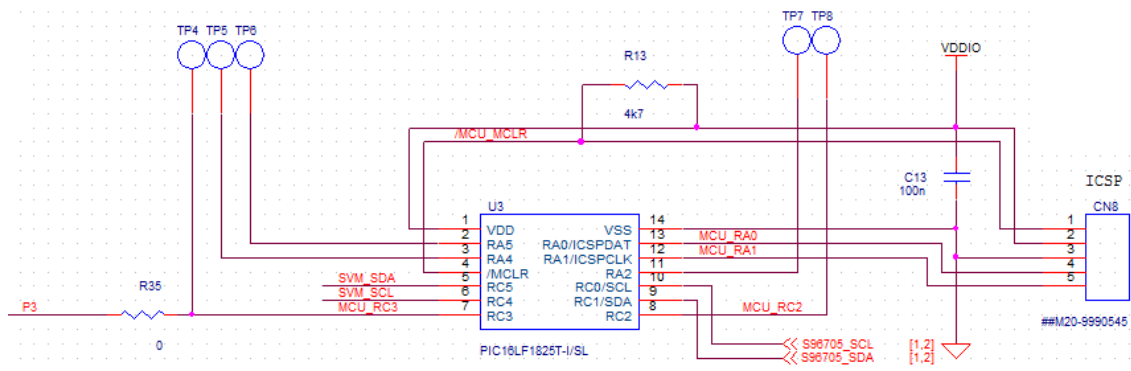 TP4 TP5 TP6 TP7 TP8
R13
VDDIO
4k7
/MCU_MCLR
C13
100n
ICSP
CN8
U3
1 VDD VSS 14
2 RA5 RA0/ICSPDAT 13 MCU_RA0
3 RA4 RA1/ICSPCLK 12 MCU_RA1
4 /MCLR RA2 11
SVM_SDA 5 RC5 RC0/SCL 10
SVM_SCL 6 RC4 RC1/SDA 9
MCU_RC3 7 RC3 RC2 8 MCU_RC2
1
2
3
4
5
R35
P3
0
##M20-9990545
PIC16LF1825T-I/SL
S96705_SCL [1,2]
S96705_SDA [1,2]